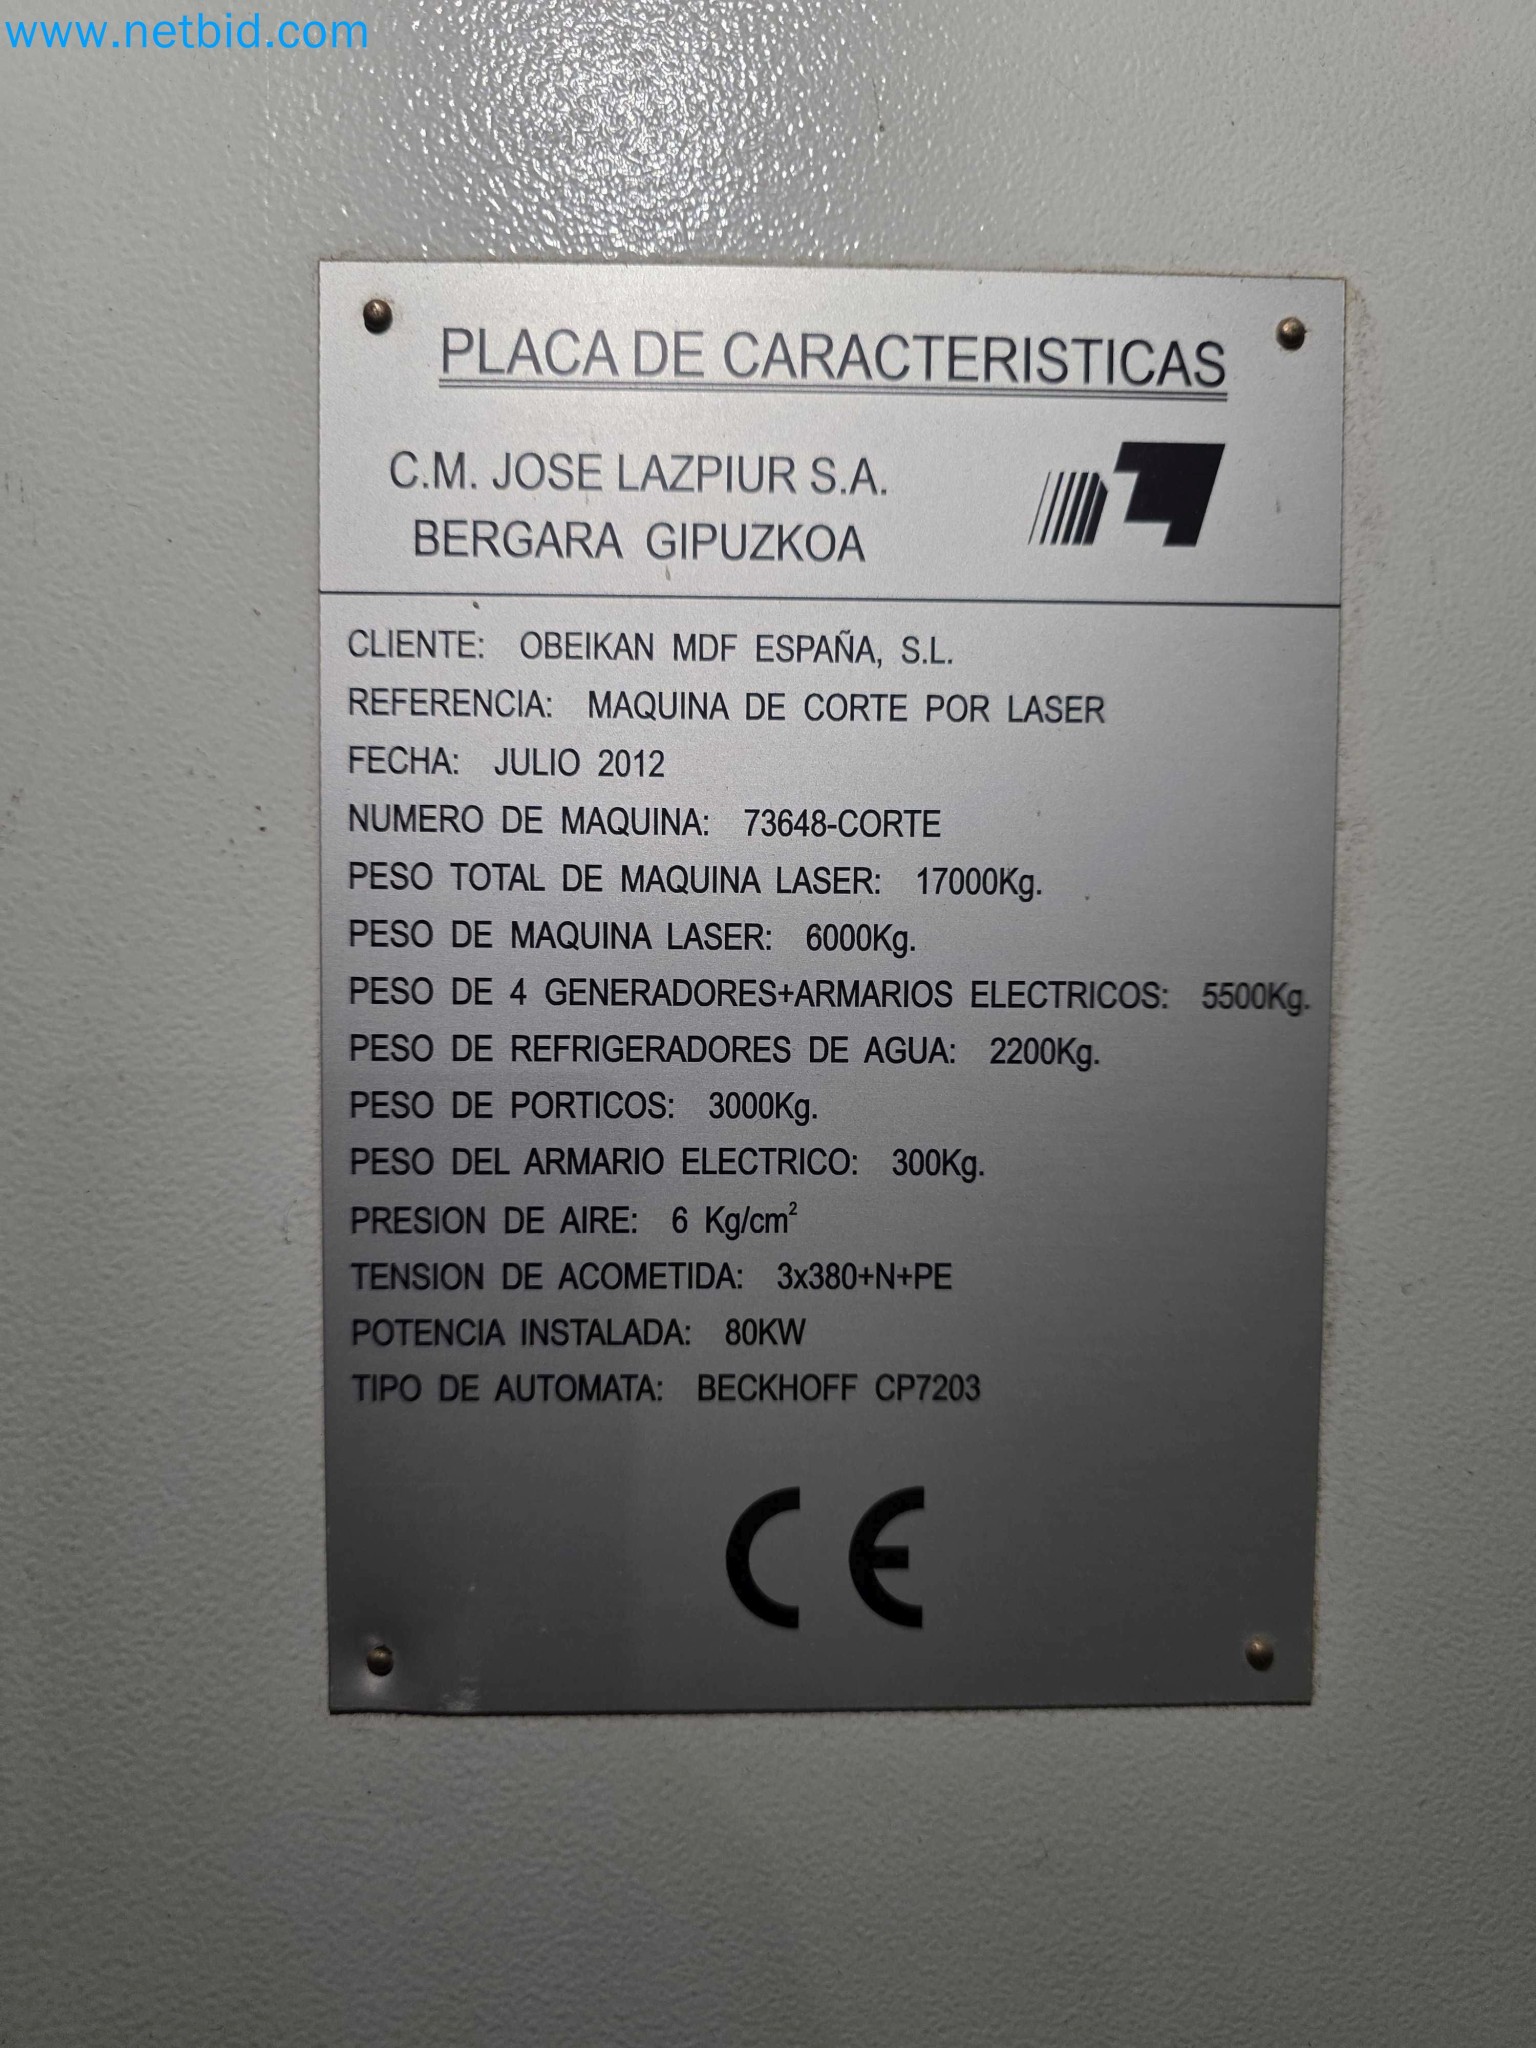 www.netbid.com
PLACA DE CARACTERISTICAS
C.M. JOSE LAZPIUR S.A.
BERGARA GIPUZKOA
CLIENTE: OBEIKAN MDF ESPAÑA, S.L.
REFERENCIA: MAQUINA DE CORTE POR LASER
FECHA: JULIO 2012
NUMERO DE MAQUINA: 73648-CORTE
PESO TOTAL DE MAQUINA LASER: 17000Kg.
PESO DE MAQUINA LASER: 6000Kg.
PESO DE 4 GENERADORES+ARMARIOS ELECTRICOS: 5500Kg.
PESO DE REFRIGERADORES DE AGUA: 2200Kg.
PESO DE PORTICOS: 3000Kg.
PESO DEL ARMARIO ELECTRICO: 300Kg.
PRESION DE AIRE: 6 Kg/cm²
TENSION DE ACOMETIDA: 3x380+N+PE
POTENCIA INSTALADA: 80KW
TIPO DE AUTOMATA: BECKHOFF CP7203
CE